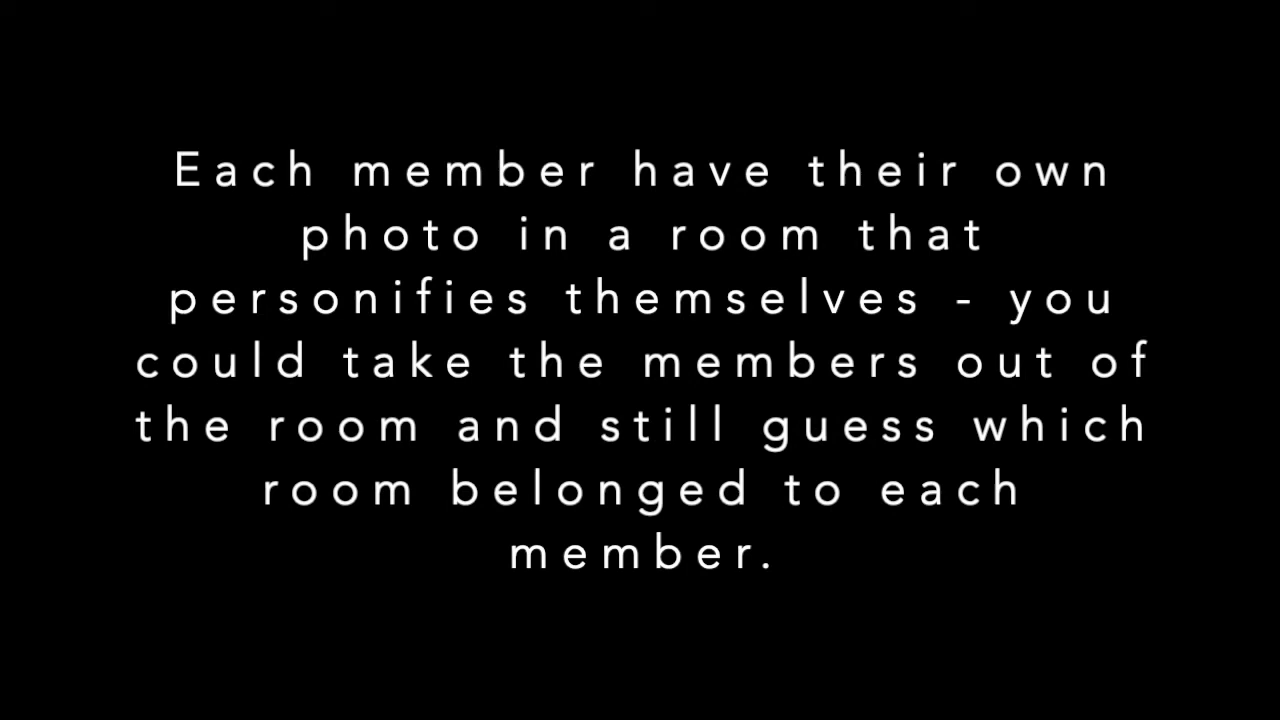 Each member have their own
photo in a room that
personifies themselves - you
could take the members out of
the room and still guess which
room belonged to each
member.